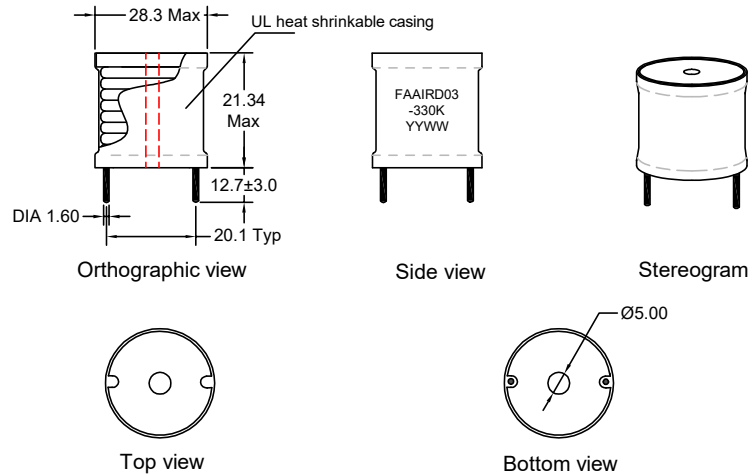 28.3 Max
UL heat shrinkable casing
21.34
Max
12.7±3.0
DIA 1.60
20.1 Typ
Orthographic view
FAAIRD03
-330K
YYWW
Side view
Stereogram
Ø5.00
Top view
Bottom view